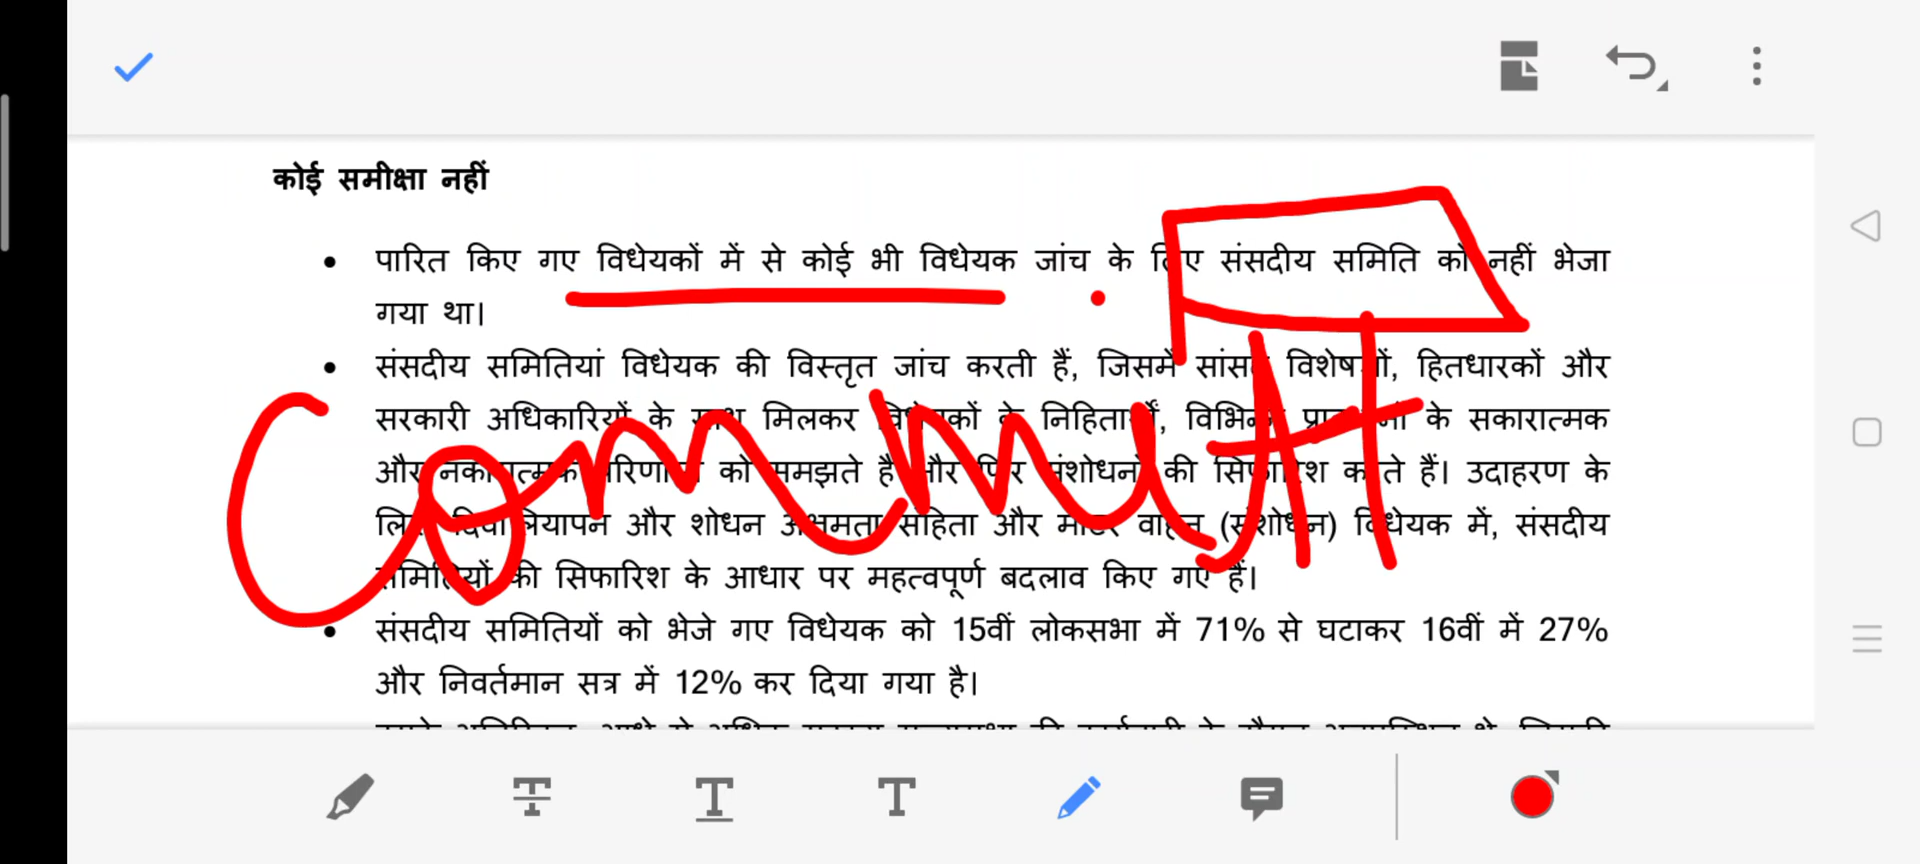 कोई समीक्षा नहीं
• पारित किए गए विधेयकों में से कोई भी विधेयक जांच के लिए संसदीय समिति को नहीं भेजा
गया था।
• संसदीय समितियां विधेयक की विस्तृत जांच करती हैं, जिसमें विशेषज्ञों, हितधारकों और
सरकारी अधिकारियों के साथ मिलकर विधेयकों के निहितार्थों, विभिन्न के सकारात्मक
और नकारात्मक परिणामों को समझते हैं और फिर संशोधनों की सिफारिश करते हैं। उदाहरण के
लिए और शोधन अक्षमता संहिता और मोटर वाहन (संशोधन) विधेयक में, संसदीय
समितियों की सिफारिश के आधार पर महत्वपूर्ण बदलाव किए गए हैं।
• संसदीय समितियों को भेजे गए विधेयक को 15वीं लोकसभा में 71% से घटाकर 16वीं में 27%
और निवर्तमान सत्र में 12% कर दिया गया है।